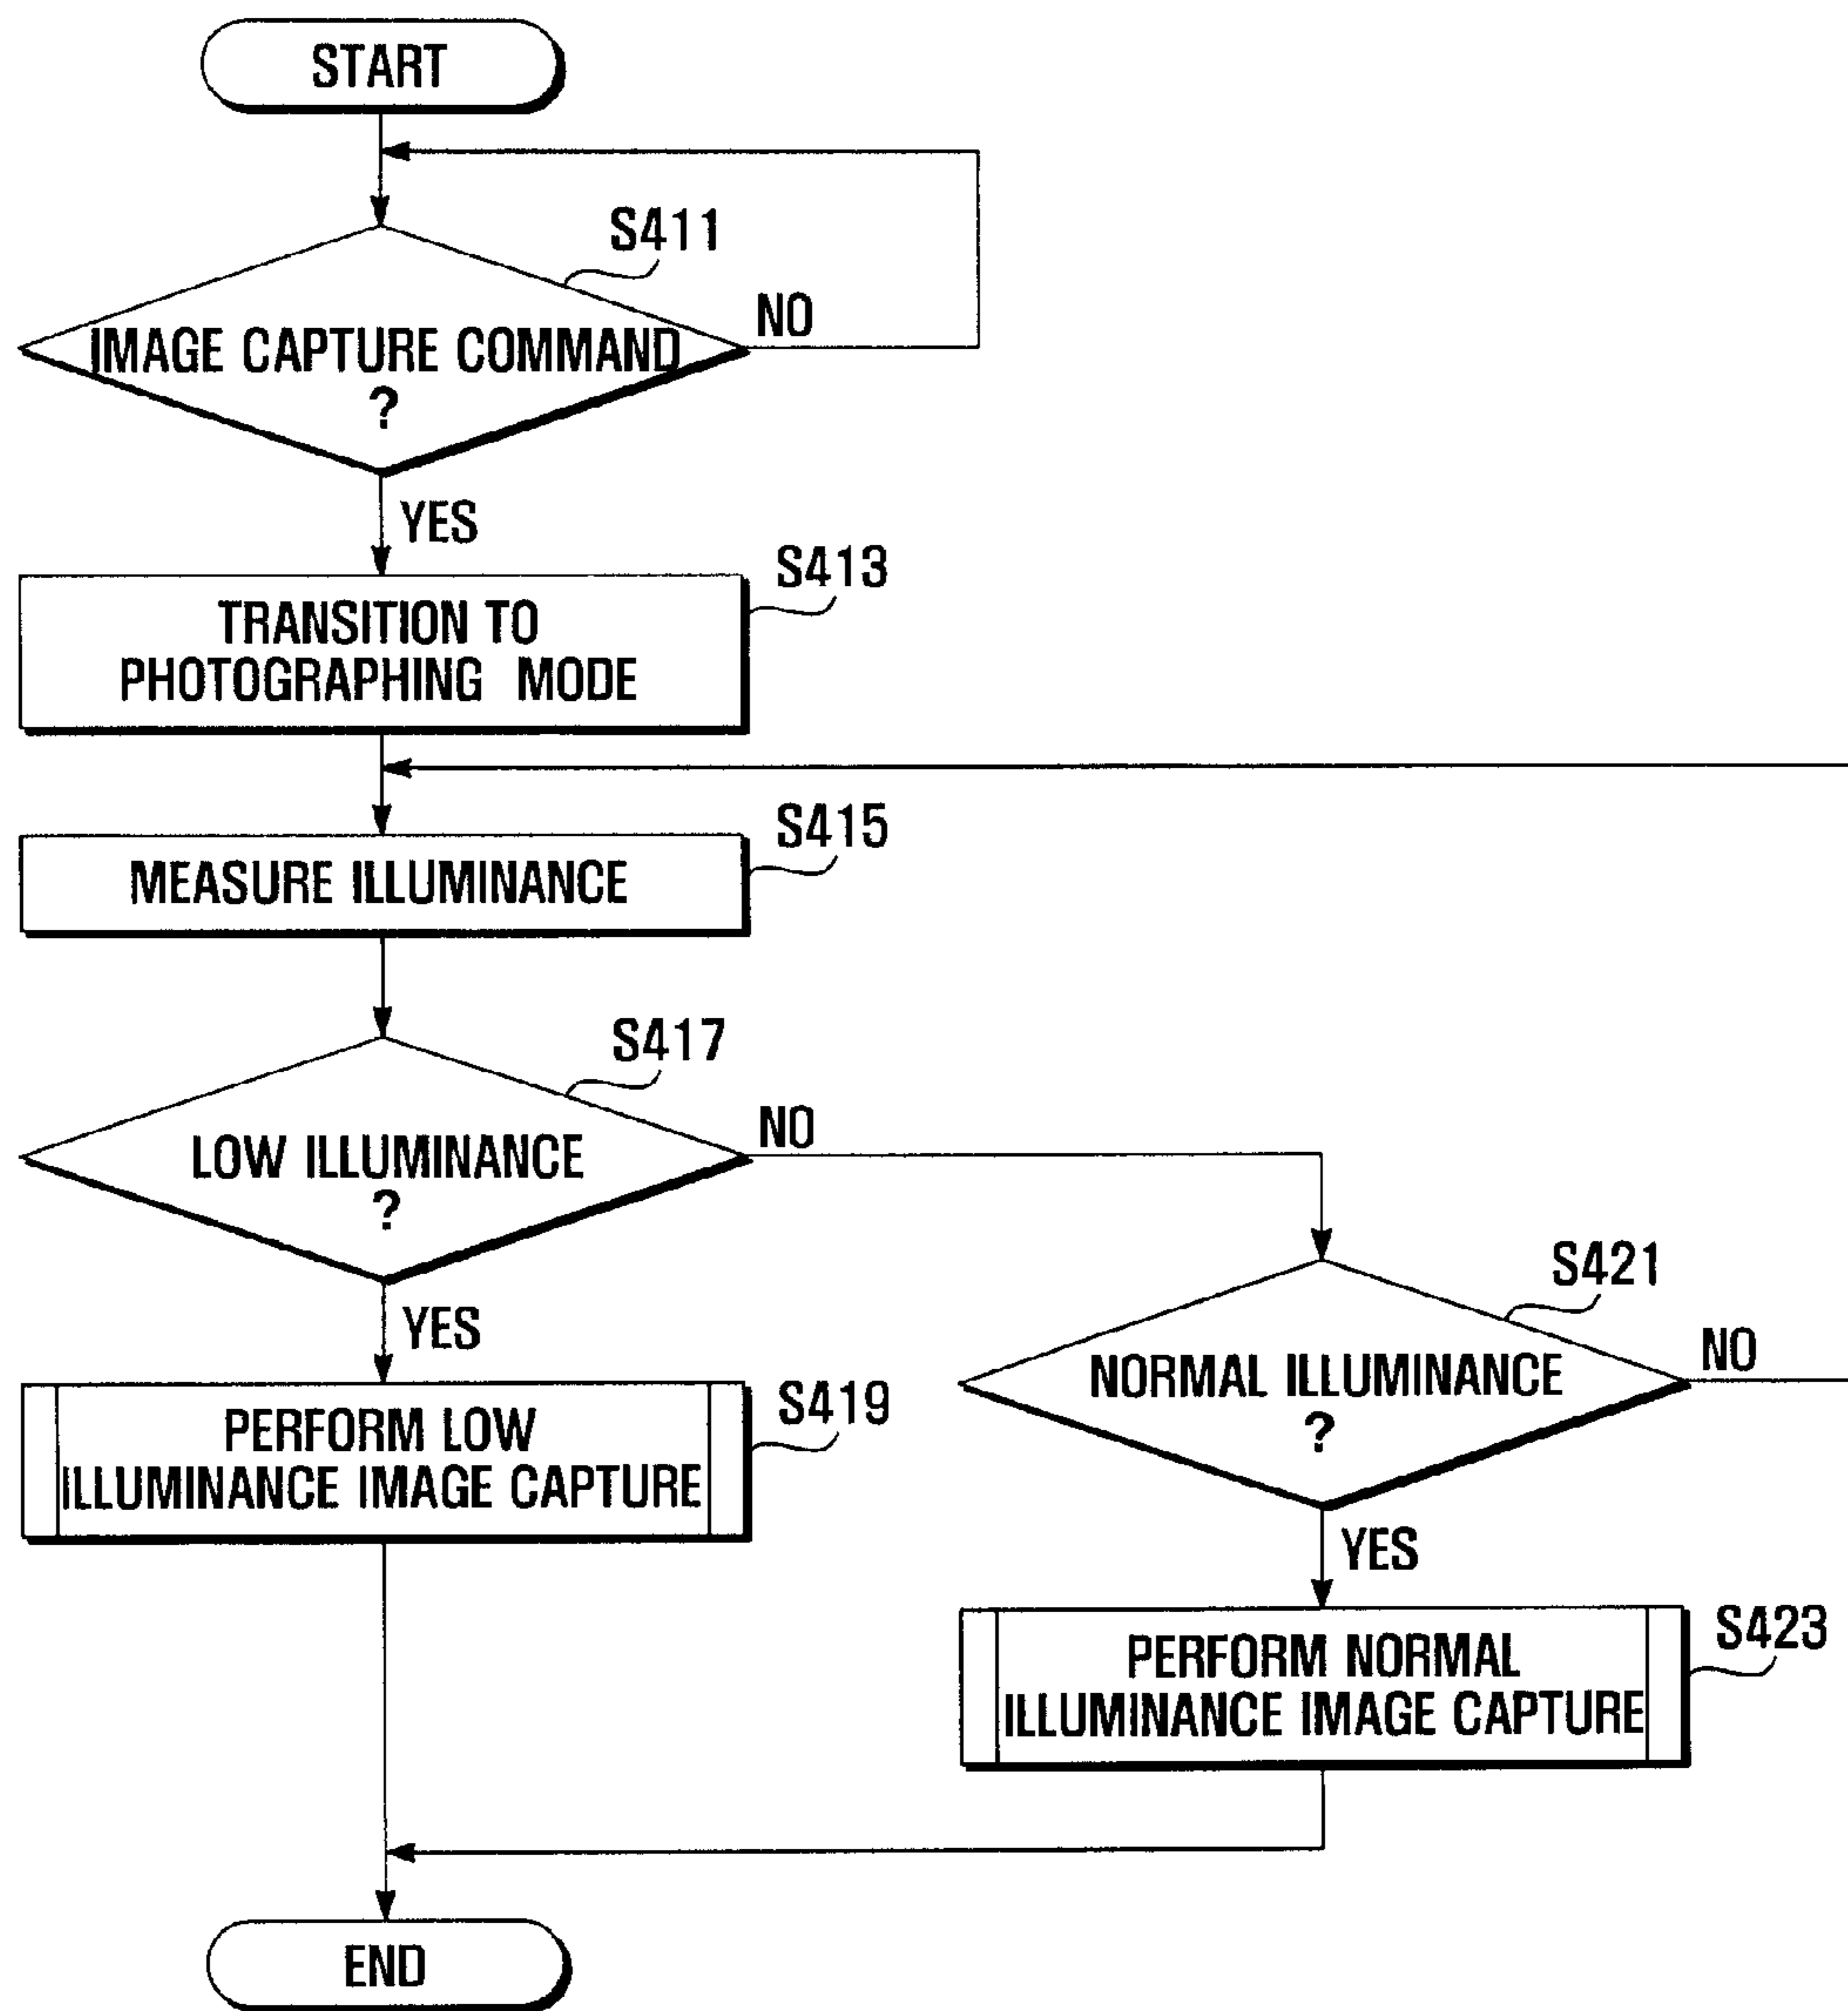 START
S411
IMAGE CAPTURE COMMAND
?
NO
YES
S413
TRANSITION TO
PHOTOGRAPHING MODE
S415
MEASURE ILLUMINANCE
S417
LOW ILLUMINANCE
?
NO
YES
S421
NORMAL ILLUMINANCE
?
NO
YES
S419
PERFORM LOW
ILLUMINANCE IMAGE CAPTURE
S423
PERFORM NORMAL
ILLUMINANCE IMAGE CAPTURE
END